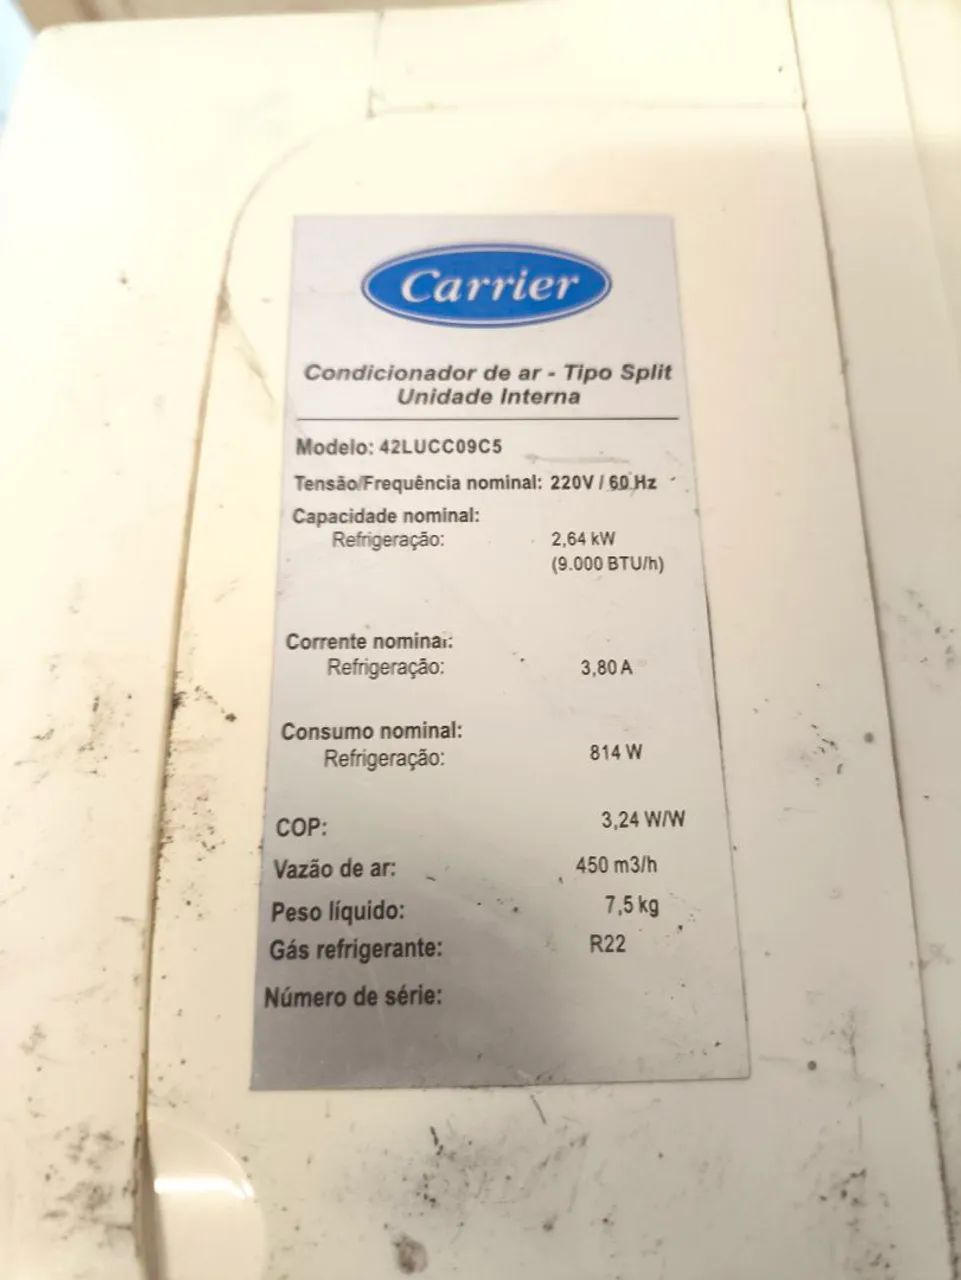 Carrier
Condicionador de ar - Tipo Split
Unidade Interna
Modelo: 42LUCC09C5
Tensão/Frequência nominal: 220V / 60 Hz
Capacidade nominal:
Refrigeração: 2,64 kW
(9.000 BTU/h)
Corrente nominal:
Refrigeração: 3,80 A
Consumo nominal:
Refrigeração: 814 W
COP: 3,24 W/W
Vazão de ar: 450 m3/h
Peso líquido: 7,5 kg
Gás refrigerante: R22
Número de série: